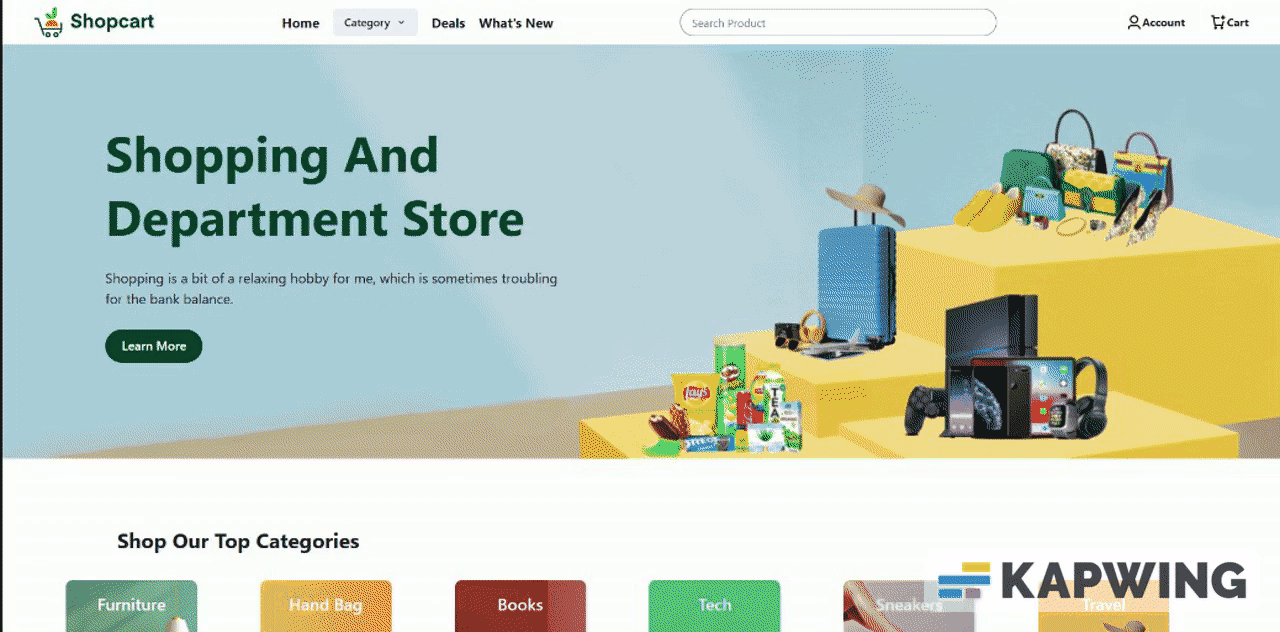 Shopcart
Home
Category
Deals
What's New
Search Product
Account
Cart
Shopping And
Department Store
Shopping is a bit of a relaxing hobby for me, which is sometimes troubling
for the bank balance.
Learn More
Lay's
TEA
Shop Our Top Categories
Furniture
Hand Bag
Books
Tech
Sneakers
Travel
KAPWING